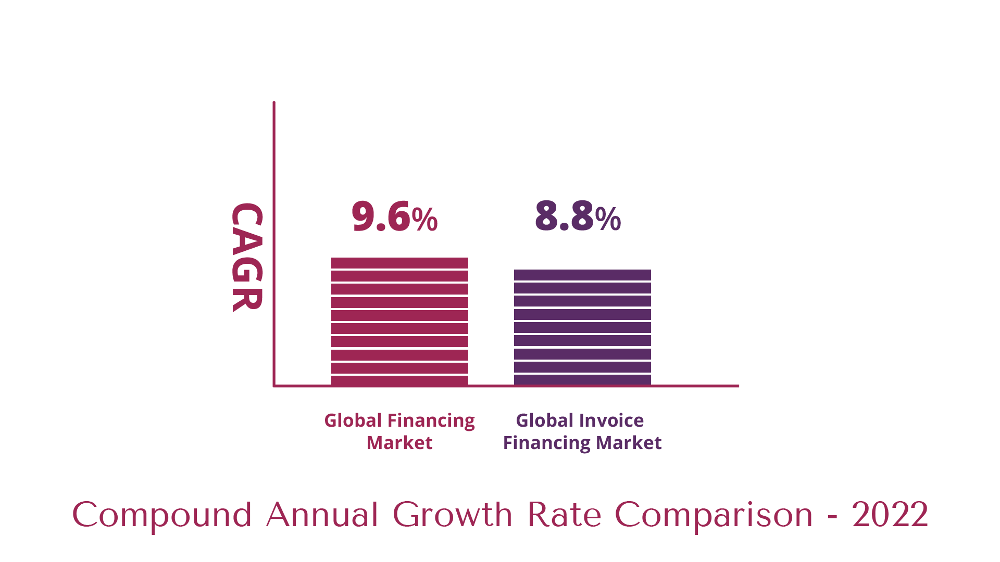 CAGR
9.6%
8.8%
Global Financing
Market
Global Invoice
Financing Market
Compound Annual Growth Rate Comparison - 2022